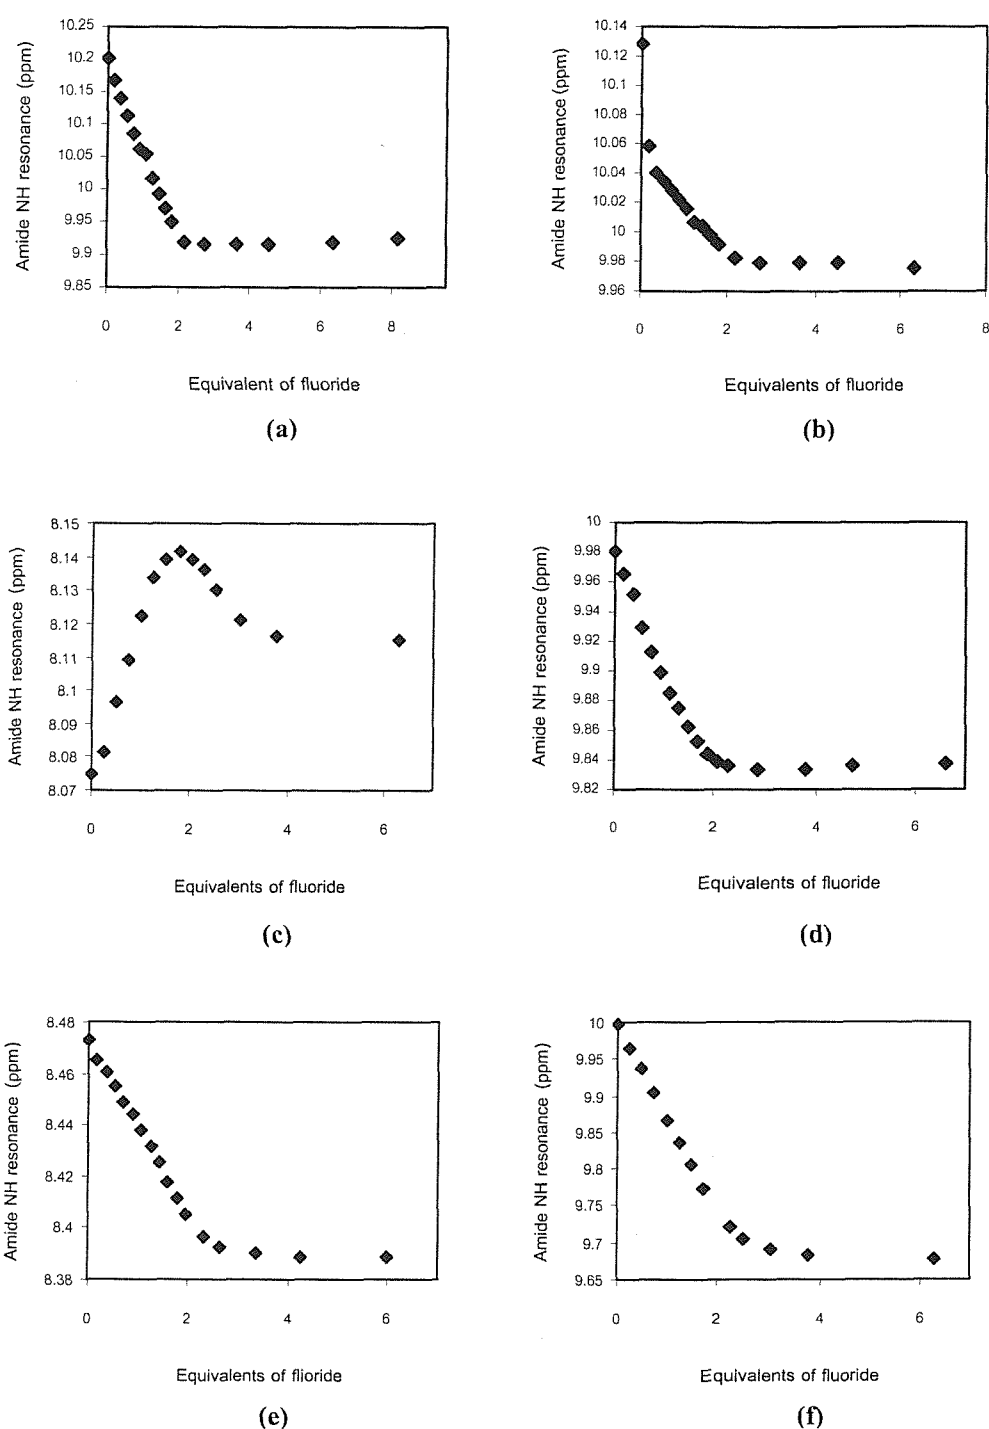 10.25
10.2
10.15
10.1
10.05
10
9.95
9.9
9.85
Amide NH resonance (ppm)
0 2 4 6 8
Equivalent of fluoride
(a)
10.14
10.12
10.1
10.08
10.06
10.04
10.02
10
9.98
9.96
Amide NH resonance (ppm)
0 2 4 6 8
Equivalents of fluoride
(b)
8.15
8.14
8.13
8.12
8.11
8.1
8.09
8.08
8.07
Amide NH resonance (ppm)
0 2 4 6
Equivalents of fluoride
(c)
10
9.98
9.96
9.94
9.92
9.9
9.88
9.86
9.84
9.82
Amide NH resonance (ppm)
0 2 4 6
Equivalents of fluoride
(d)
8.48
8.46
8.44
8.42
8.4
8.38
Amide NH resonance (ppm)
0 2 4 6
Equivalents of flioride
(e)
10
9.95
9.9
9.85
9.8
9.75
9.7
9.65
Amide NH resonance (ppm)
0 2 4 6
Equivalents of fluoride
(f)